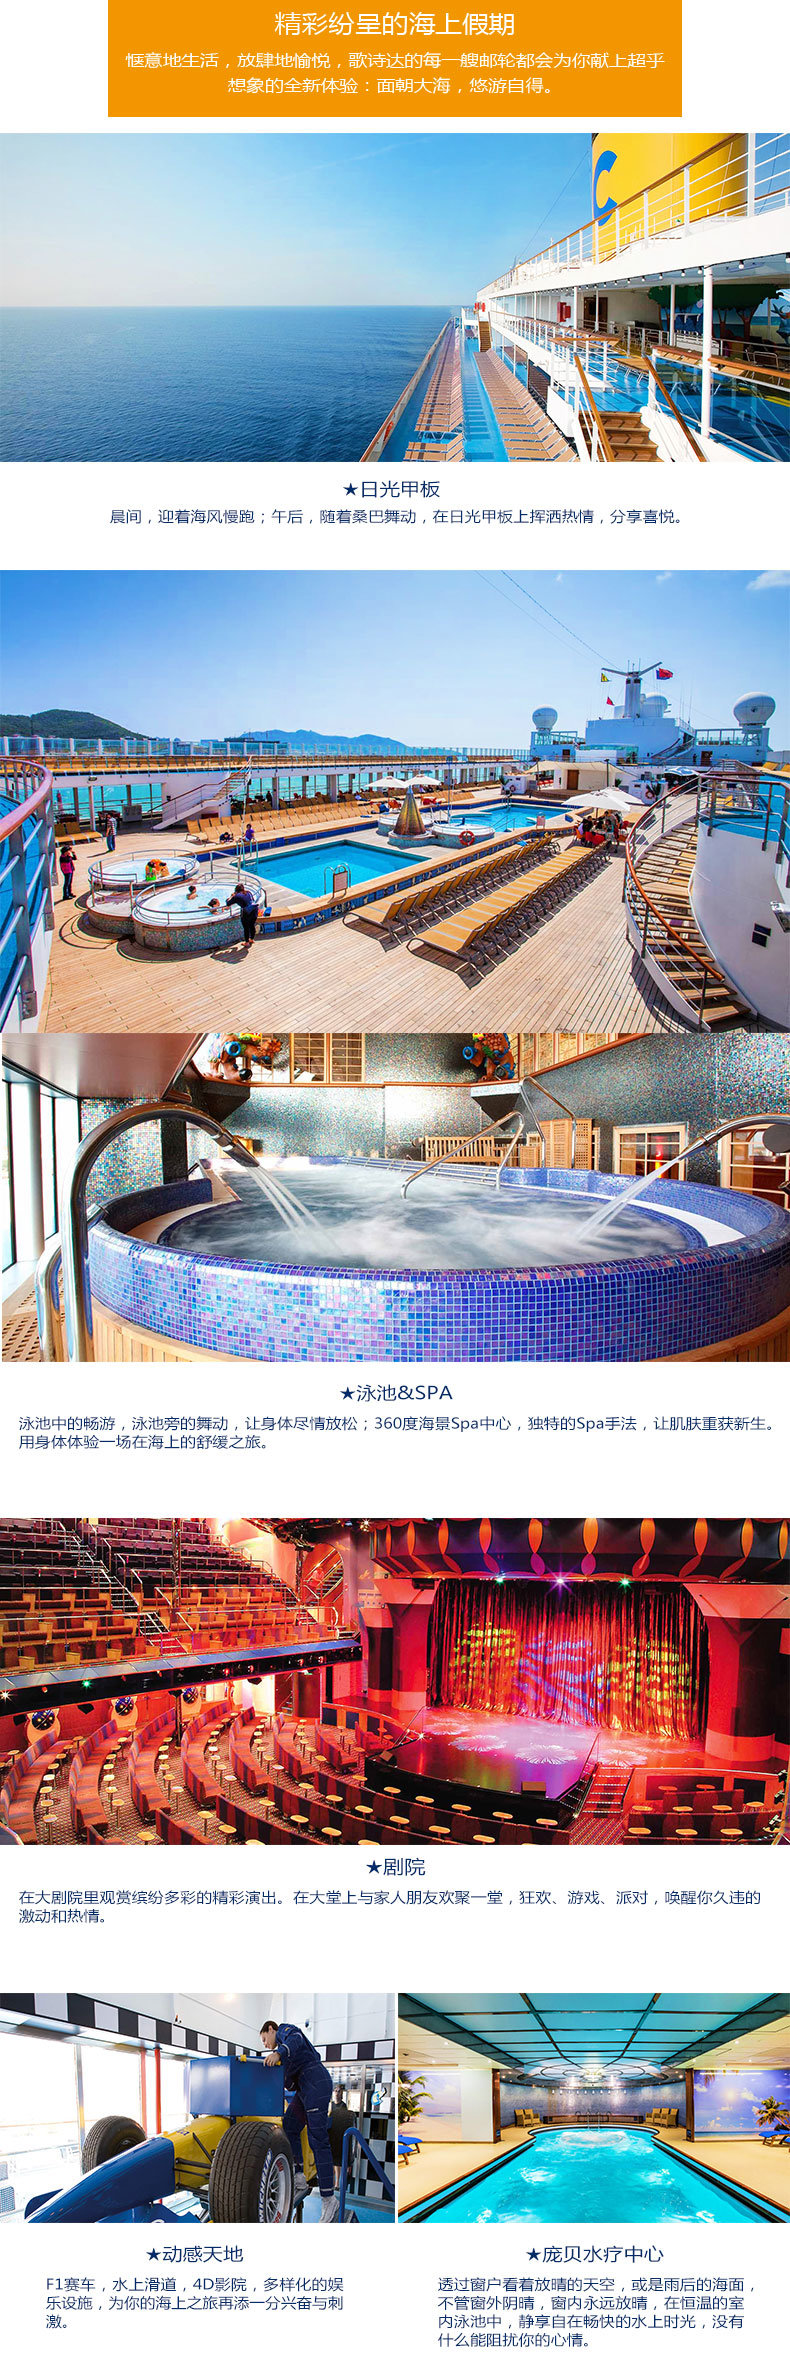 精彩纷呈的海上假期
惬意地生活，放肆地愉悦，歌诗达的每一艘邮轮都会为你献上超乎
想象的全新体验：面朝大海，悠游自得。
C
★日光甲板
晨间，迎着海风慢跑；午后，随着桑巴舞动，在日光甲板上挥洒热情，分享喜悦。
★泳池&SPA
泳池中的畅游，泳池旁的舞动，让身体尽情放松；360度海景Spa中心，独特的Spa手法，让肌肤重获新生。
用身体体验一场在海上的舒缓之旅。
★剧院
在大剧院里观赏缤纷多彩的精彩演出。在大堂上与家人朋友欢聚一堂，狂欢、游戏、派对，唤醒你久违的
激动和热情。
MICHELIN
★动感天地
F1赛车，水上滑道，4D影院，多样化的娱
乐设施，为你的海上之旅再添一分兴奋与刺
激。
★庞贝水疗中心
透过窗户看着放晴的天空，或是雨后的海面，
不管窗外阴晴，窗内永远放晴，在恒温的室
内泳池中，静享自在畅快的水上时光，没有
什么能阻扰你的心情。